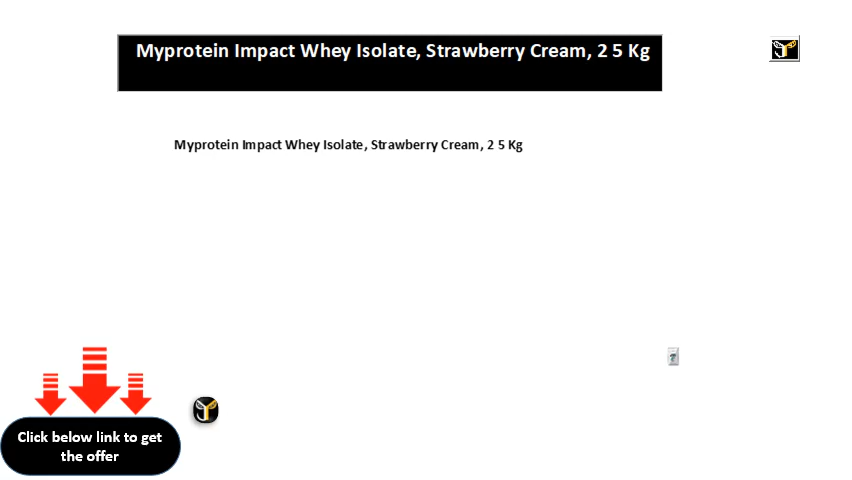 Myprotein Impact Whey Isolate, Strawberry Cream, 2 5 Kg
Myprotein Impact Whey Isolate, Strawberry Cream, 2 5 Kg
Click below link to get
the offer